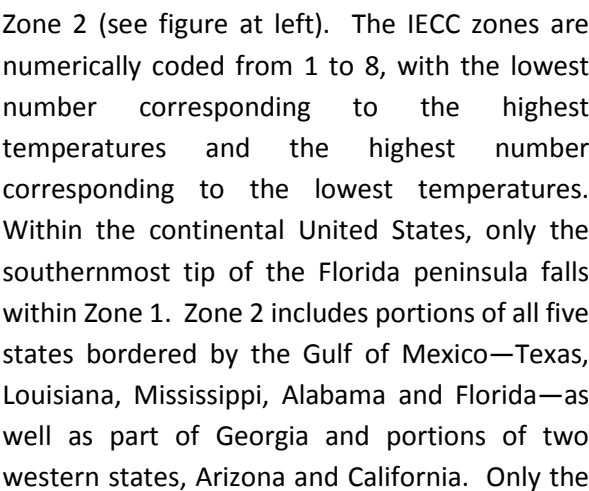 Zone 2 (see figure at left). The IECC zones are
numerically coded from 1 to 8, with the lowest
number corresponding to the highest
temperatures and the highest number
corresponding to the lowest temperatures.
Within the continental United States, only the
southernmost tip of the Florida peninsula falls
within Zone 1. Zone 2 includes portions of all five
states bordered by the Gulf of Mexico—Texas,
Louisiana, Mississippi, Alabama and Florida—as
well as part of Georgia and portions of two
western states, Arizona and California. Only the